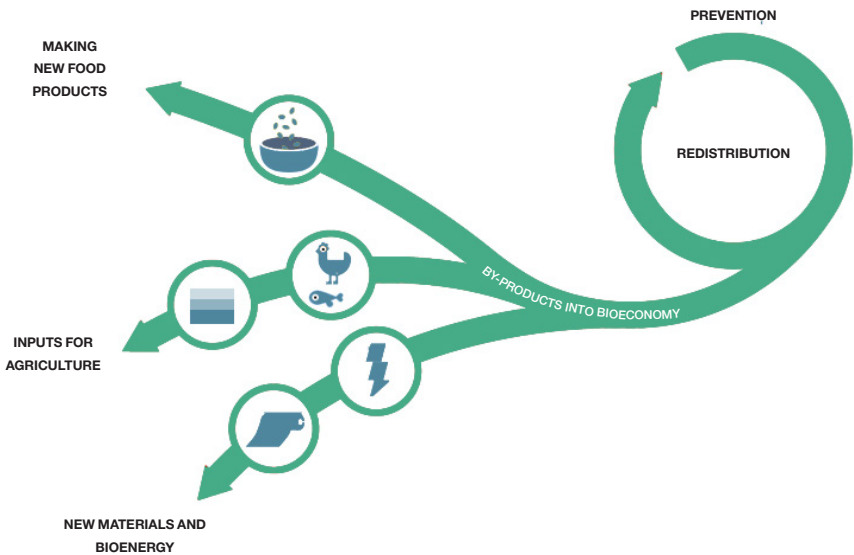 PREVENTION
REDISTRIBUTION
MAKING
NEW FOOD
PRODUCTS
BY-PRODUCTS INTO BIOECONOMY
INPUTS FOR
AGRICULTURE
NEW MATERIALS AND
BIOENERGY